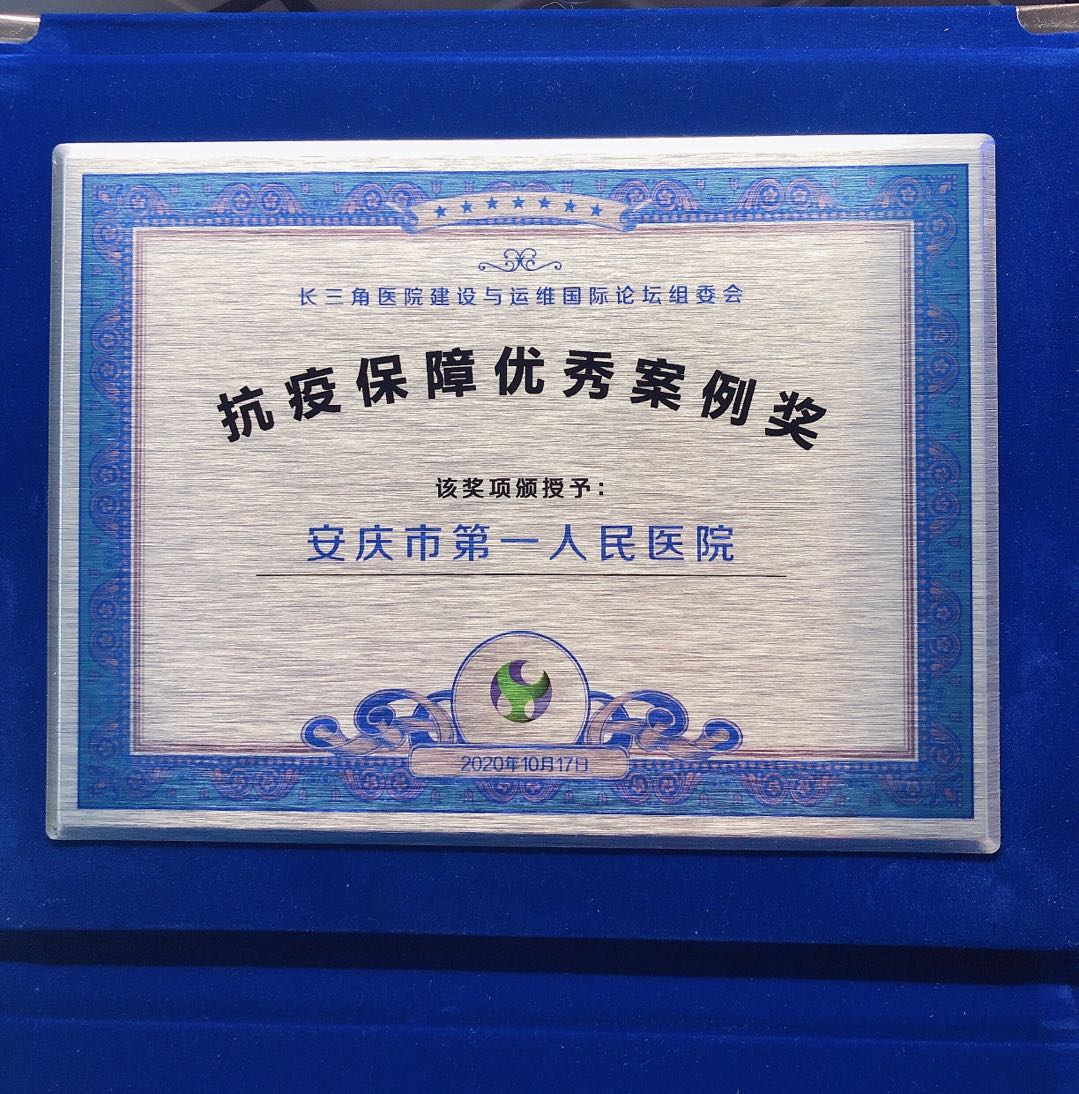 长三角医院建设与运维国际论坛组委会
抗疫保障优秀案例奖
该奖项颁授予：
安庆市第一人民医院
2020年10月17日